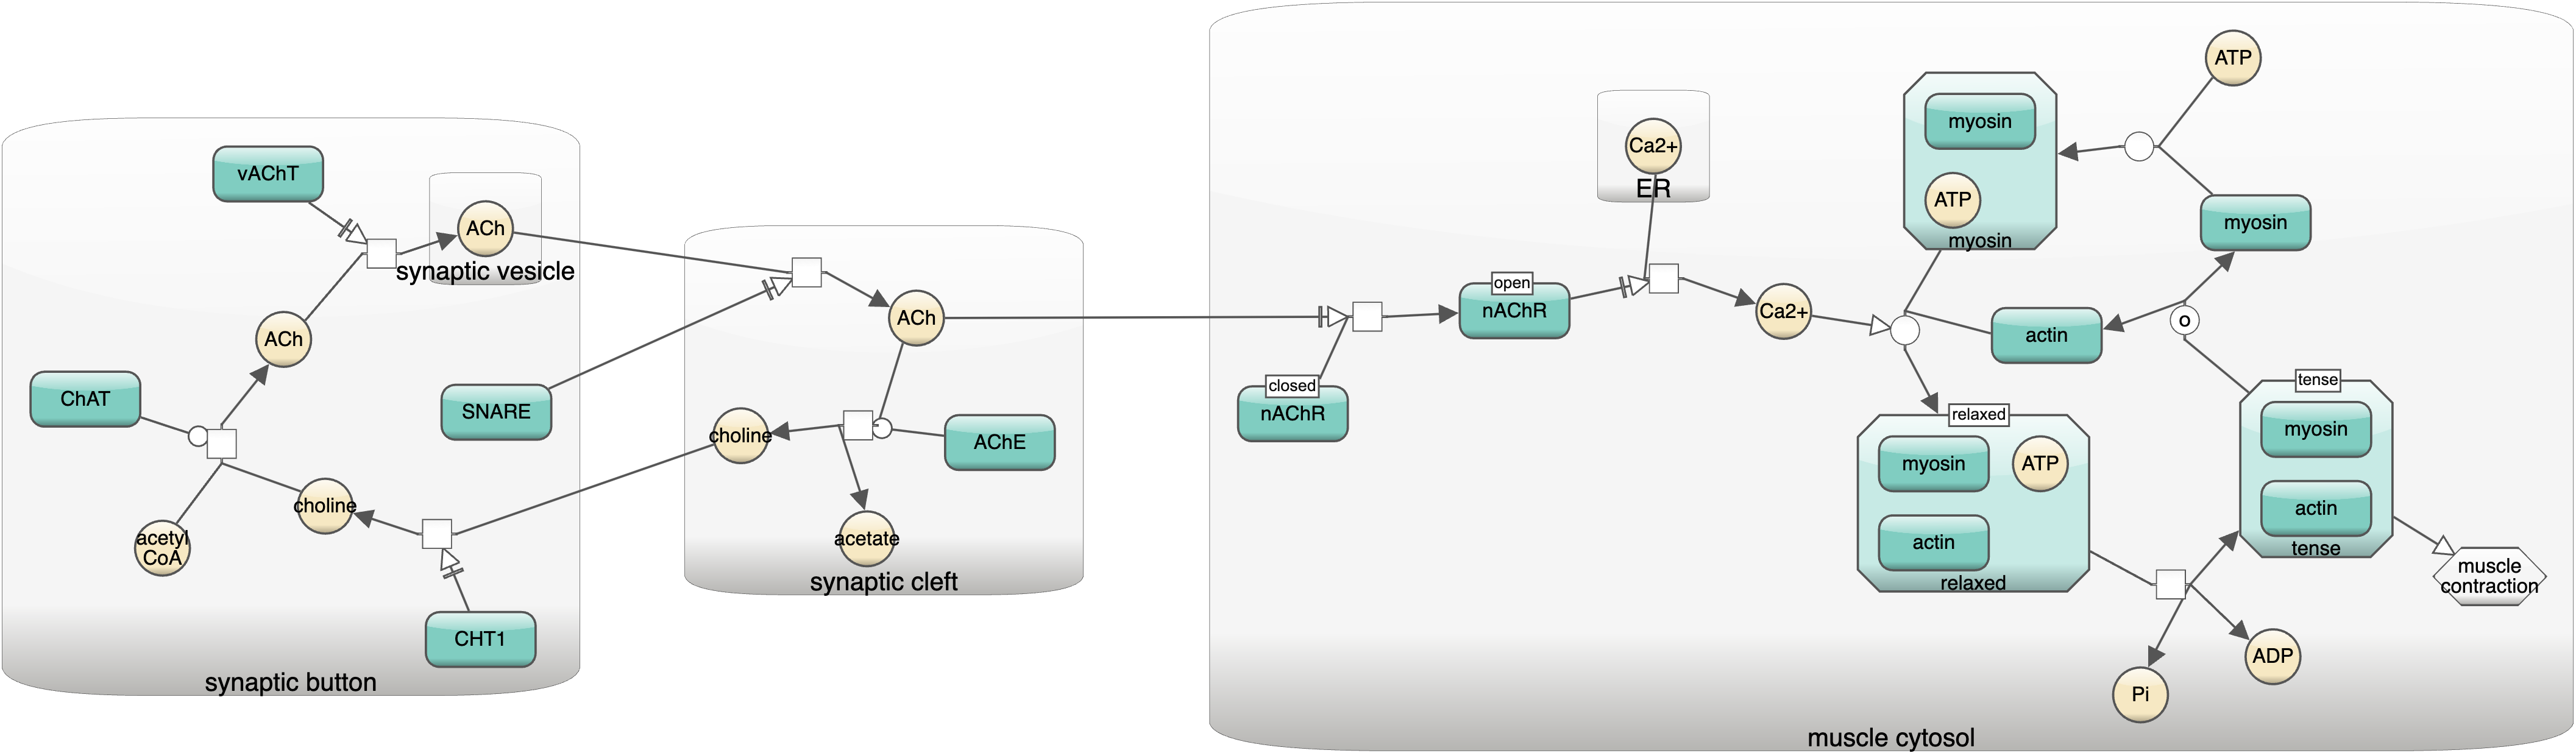 vAChT
ACh
synaptic vesicle
ACh
ChAT
SNARE
choline
acetyl
CoA
CHT1
synaptic button
ACh
choline
AChE
acetate
synaptic cleft
closed
nAChR
open
nAChR
Ca2+
ER
Ca2+
myosin
ATP
myosin
ATP
myosin
actin
o
relaxed
myosin
ATP
actin
relaxed
tense
myosin
actin
tense
muscle
contraction
ADP
Pi
muscle cytosol